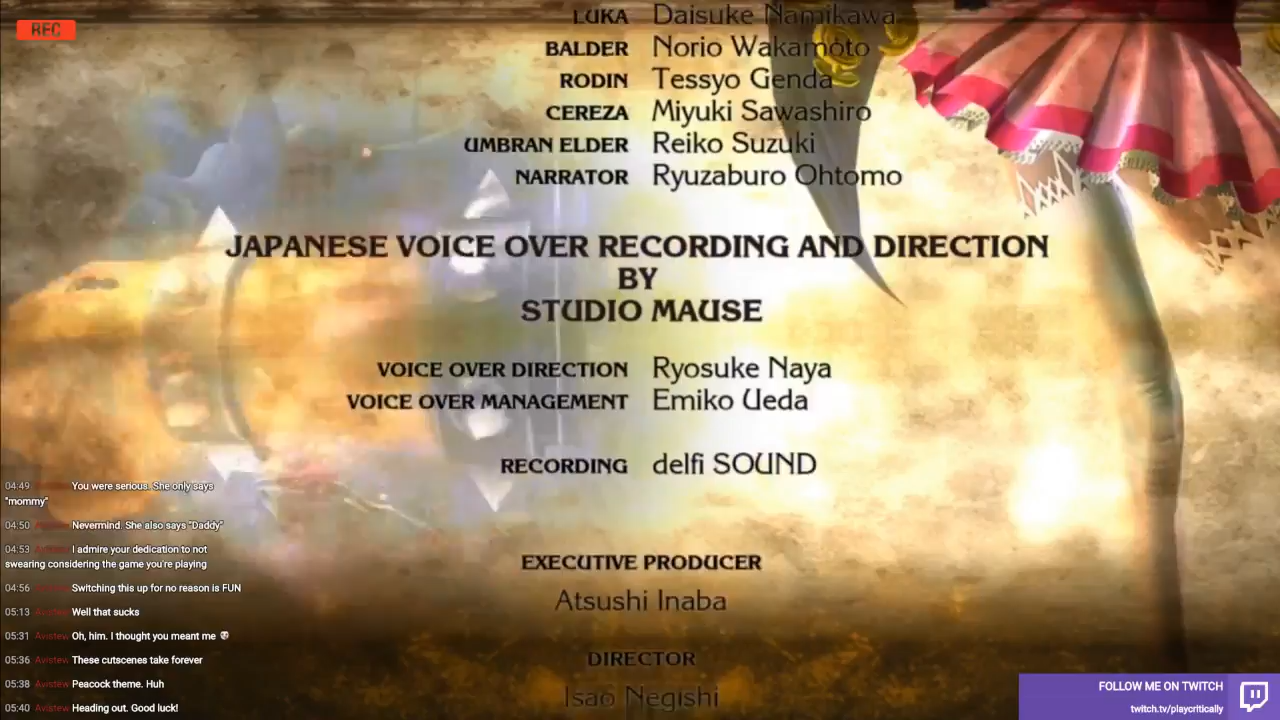 REC
LUKA Daisuke Namikawa
BALDER Norio Wakamoto
RODIN Tessyo Genda
CEREZA Miyuki Sawashiro
UMBRAN ELDER Reiko Suzuki
NARRATOR Ryuzaburo Ohtomo
JAPANESE VOICE OVER RECORDING AND DIRECTION
BY
STUDIO MAUSE
VOICE OVER DIRECTION Ryosuke Naya
VOICE OVER MANAGEMENT Emiko Ueda
RECORDING delfi SOUND
EXECUTIVE PRODUCER
Atsushi Inaba
DIRECTOR
Isao Negishi
04:49 Avistew You were serious. She only says
"mommy"
04:50 Avistew Nevermind. She also says "Daddy"
04:53 Avistew I admire your dedication to not
swearing considering the game you're playing
04:56 Avistew Switching this up for no reason is FUN
05:13 Avistew Well that sucks
05:31 Avistew Oh, him. I thought you meant me
05:36 Avistew These cutscenes take forever
05:38 Avistew Peacock theme. Huh
05:40 Avistew Heading out. Good luck!
FOLLOW ME ON TWITCH
twitch.tv/playcritically